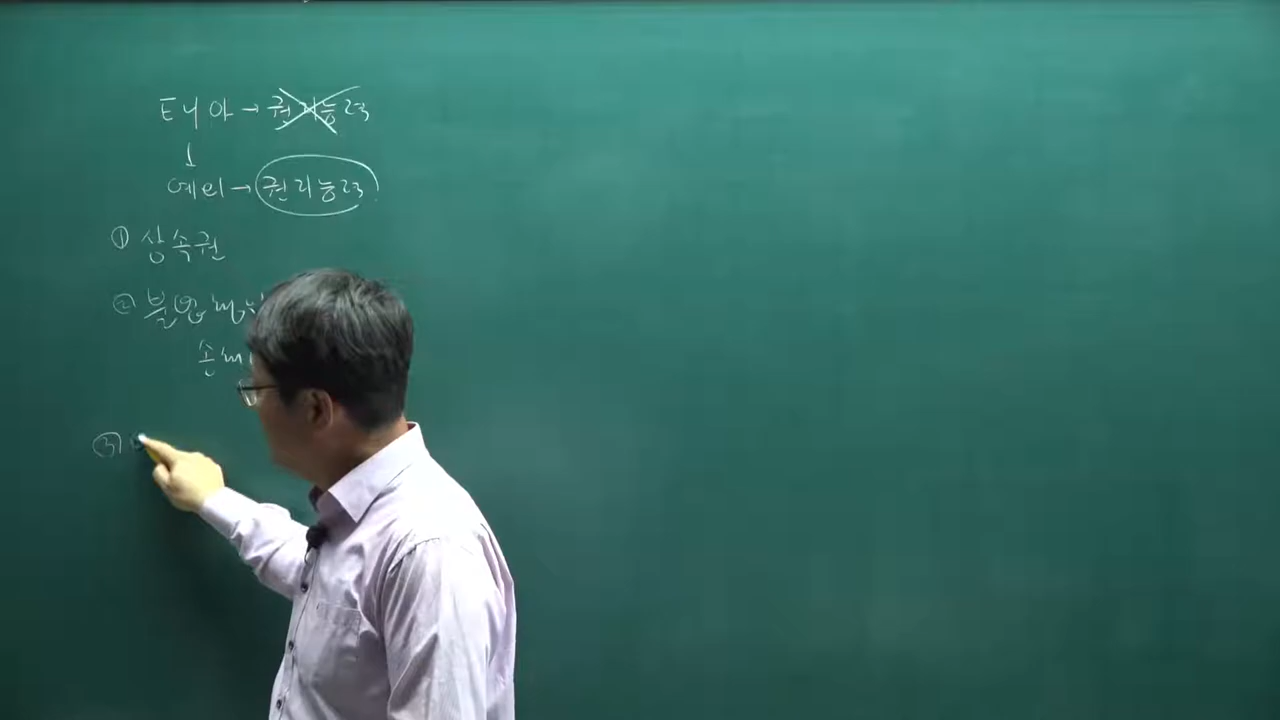 태아 → 권리능력
↓
예외 → 권리능력
① 상속권
② 불법행위
손해
③